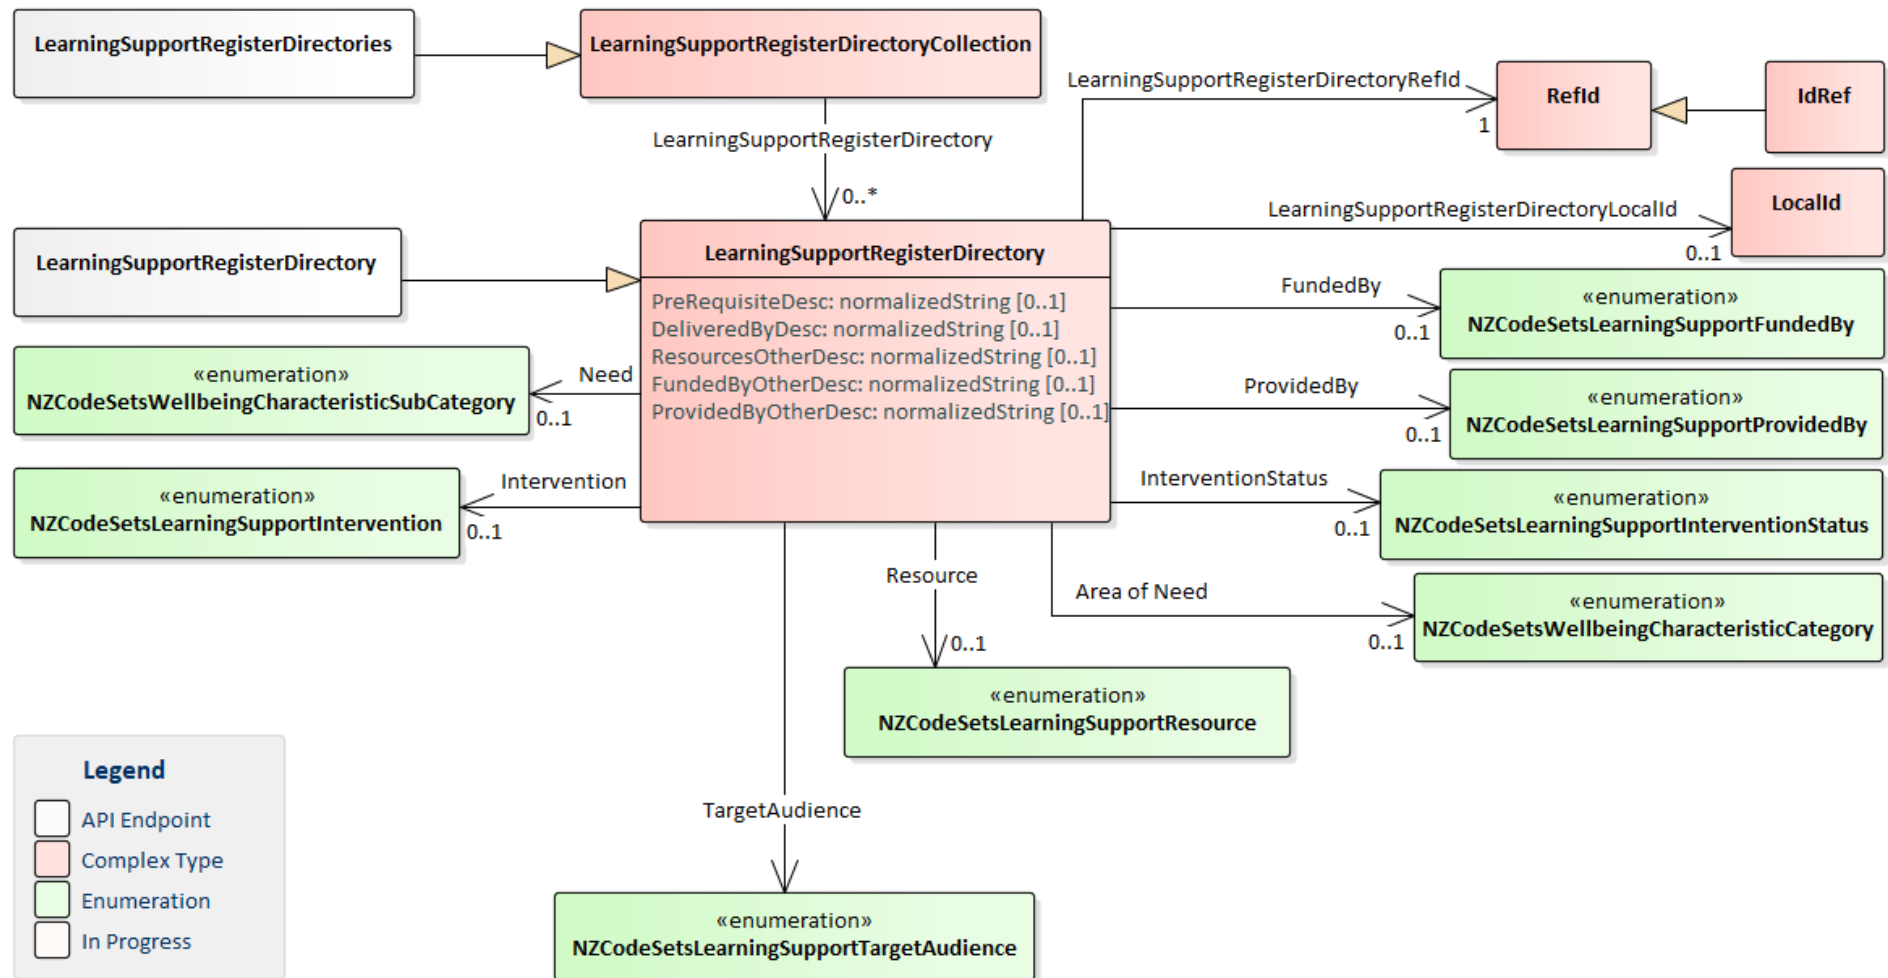 LearningSupportRegisterDirectories
LearningSupportRegisterDirectoryCollection
LearningSupportRegisterDirectoryRefId
1
RefId
IdRef
LearningSupportRegisterDirectory
0..*
LearningSupportRegisterDirectoryLocalId
0..1
LocalId
LearningSupportRegisterDirectory
LearningSupportRegisterDirectory
PreRequisiteDesc: normalizedString [0..1]
DeliveredByDesc: normalizedString [0..1]
ResourcesOtherDesc: normalizedString [0..1]
FundedByOtherDesc: normalizedString [0..1]
ProvidedByOtherDesc: normalizedString [0..1]
FundedBy
0..1
«enumeration»
NZCodeSetsLearningSupportFundedBy
«enumeration»
NZCodeSetsWellbeingCharacteristicSubCategory
Need
0..1
ProvidedBy
0..1
«enumeration»
NZCodeSetsLearningSupportProvidedBy
«enumeration»
NZCodeSetsLearningSupportIntervention
Intervention
0..1
InterventionStatus
0..1
«enumeration»
NZCodeSetsLearningSupportInterventionStatus
Resource
0..1
Area of Need
0..1
«enumeration»
NZCodeSetsWellbeingCharacteristicCategory
«enumeration»
NZCodeSetsLearningSupportResource
TargetAudience
«enumeration»
NZCodeSetsLearningSupportTargetAudience
Legend
API Endpoint
Complex Type
Enumeration
In Progress